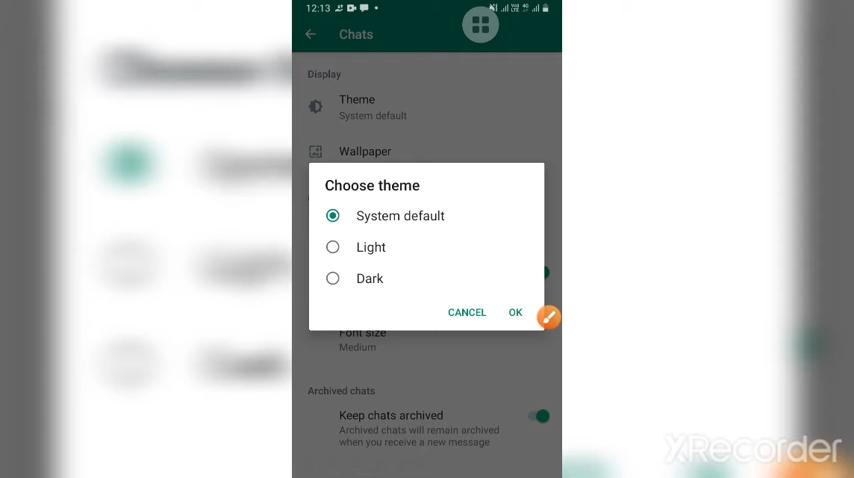 12:13
Chats
Display
Theme
System default
Wallpaper
Choose theme
System default
Light
Dark
CANCEL OK
Font size
Medium
Archived chats
Keep chats archived
Archived chats will remain archived
when you receive a new message
XRecorder